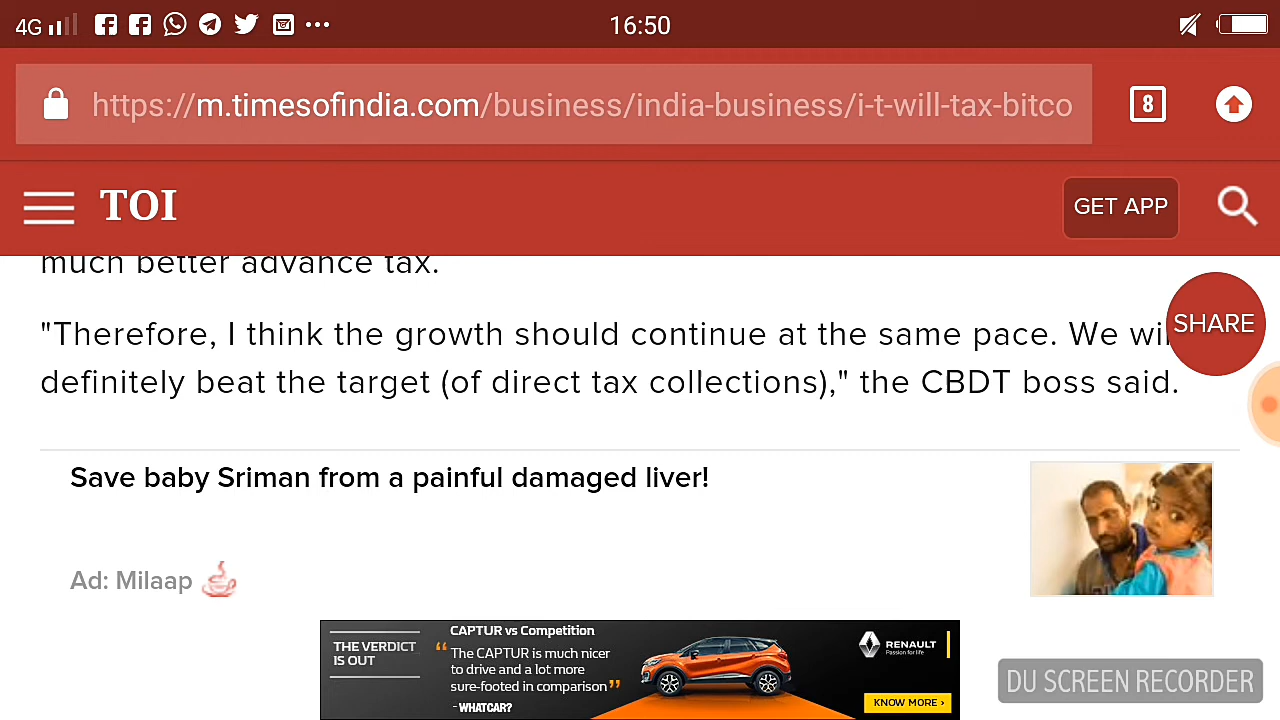 4G 16:50
https://m.timesofindia.com/business/india-business/i-t-will-tax-bitco 8
TOI GET APP
much better advance tax.
SHARE
"Therefore, I think the growth should continue at the same pace. We wi
definitely beat the target (of direct tax collections)," the CBDT boss said.
Save baby Sriman from a painful damaged liver!
Ad: Milaap
THE VERDICT
IS OUT
CAPTUR vs Competition
“The CAPTUR is much nicer
to drive and a lot more
sure-footed in comparison”
- WHATCAR?
RENAULT
Passion for life
KNOW MORE ›
DU SCREEN RECORDER